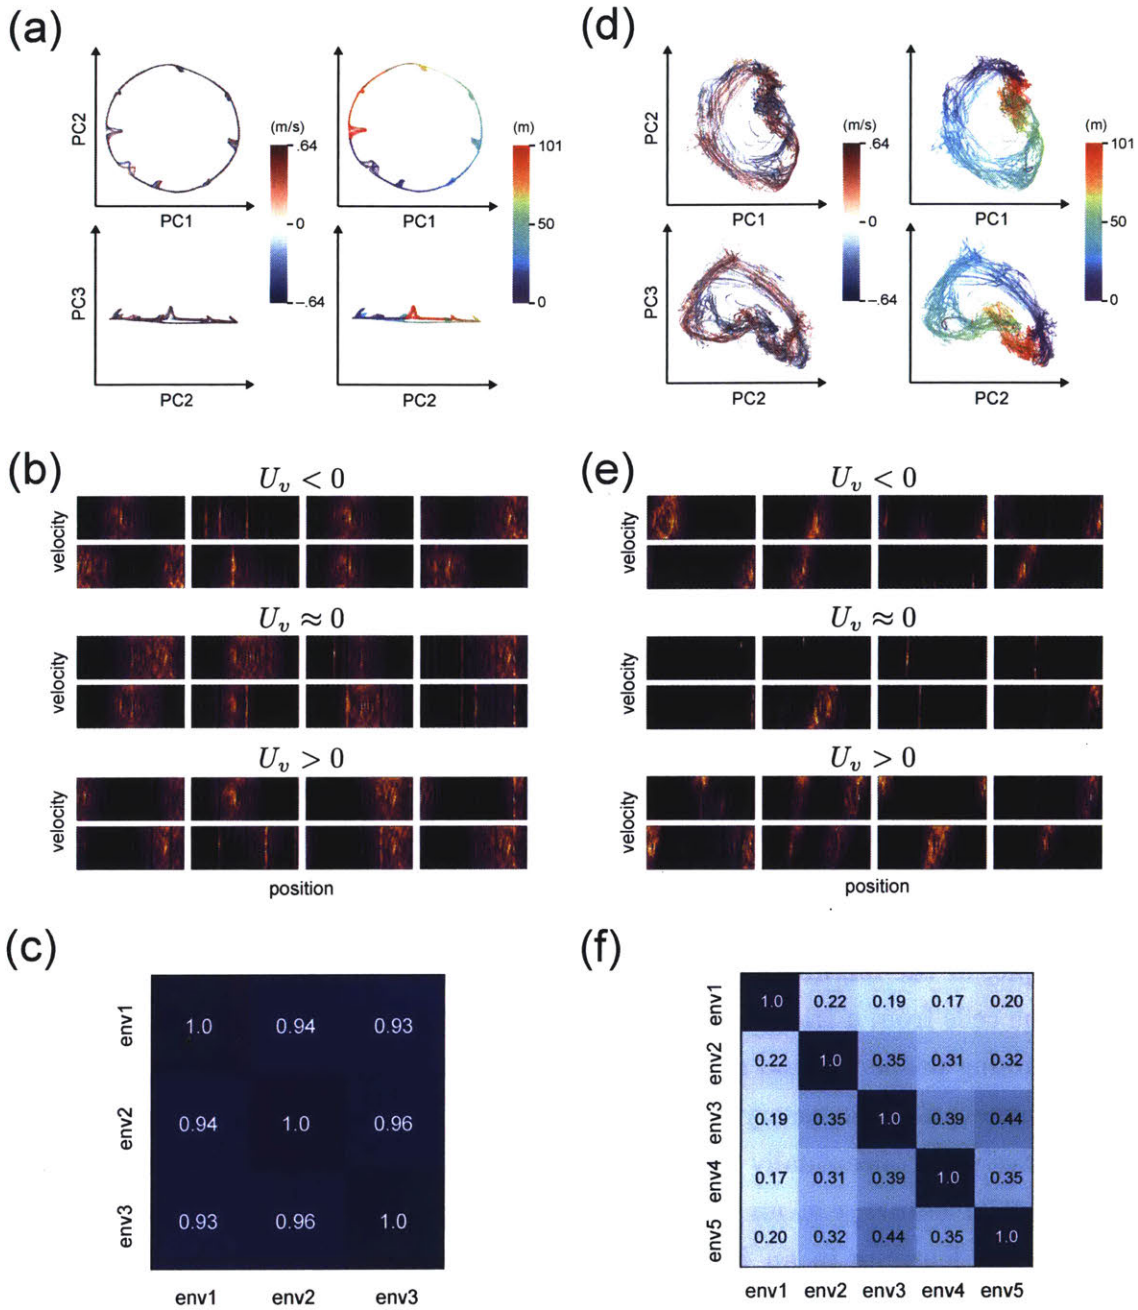 (a)
PC2
PC1
(m/s)
.64
0
-.64
(m)
101
50
0
PC3
PC2
PC2
(d)
PC2
PC1
PC1
(m/s)
.64
0
-.64
(m)
101
50
0
PC3
PC2
PC2
(b)
U_v < 0
velocity
U_v ≈ 0
velocity
U_v > 0
velocity
position
(e)
U_v < 0
velocity
U_v ≈ 0
velocity
U_v > 0
velocity
position
(c)
env1 1.0 0.94 0.93
env2 0.94 1.0 0.96
env3 0.93 0.96 1.0
env1 env2 env3
(f)
env1 1.0 0.22 0.19 0.17 0.20
env2 0.22 1.0 0.35 0.31 0.32
env3 0.19 0.35 1.0 0.39 0.44
env4 0.17 0.31 0.39 1.0 0.35
env5 0.20 0.32 0.44 0.35 1.0
env1 env2 env3 env4 env5